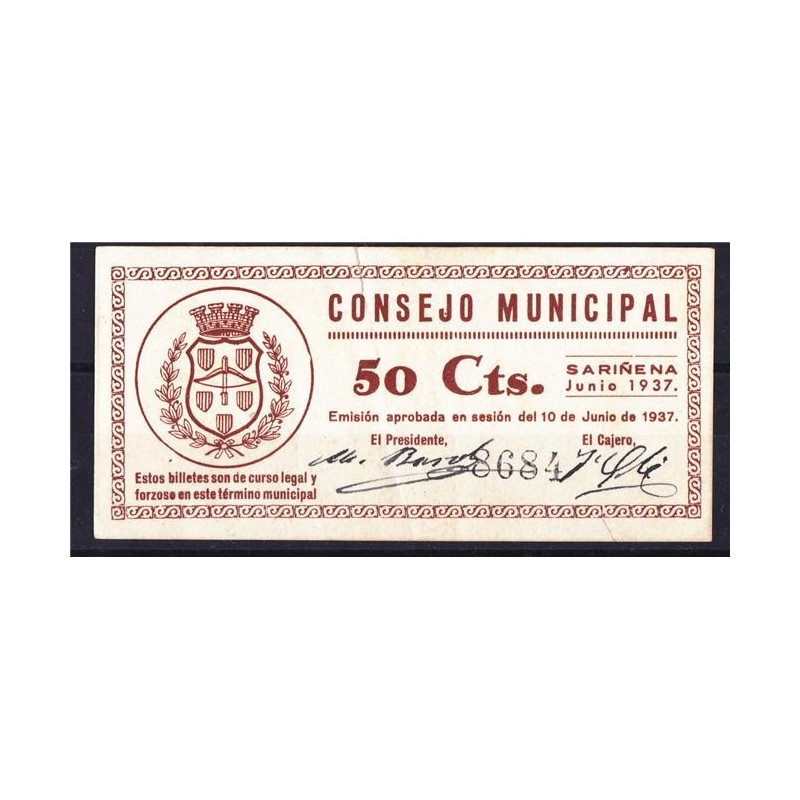 CONSEJO MUNICIPAL
50 Cts.
SARIÑENA
Junio 1937.
Emisión aprobada en sesión del 10 de Junio de 1937.
El Presidente,
El Cajero,
8684
Estos billetes son de curso legal y
forzoso en este término municipal